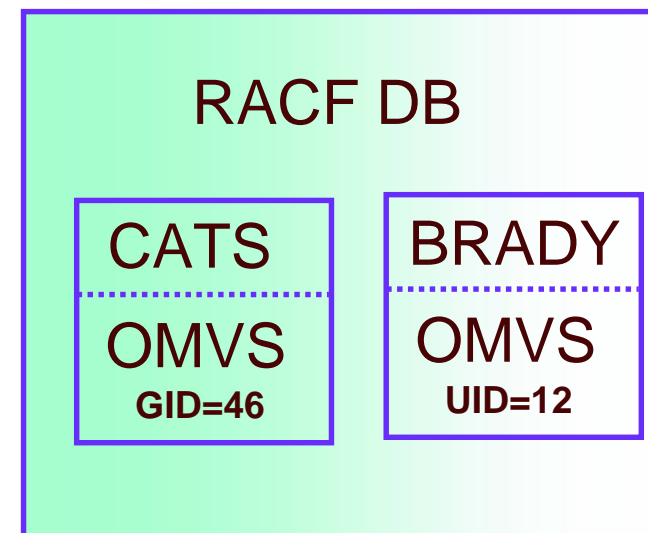 RACF DB
CATS
OMVS
GID=46
BRADY
OMVS
UID=12